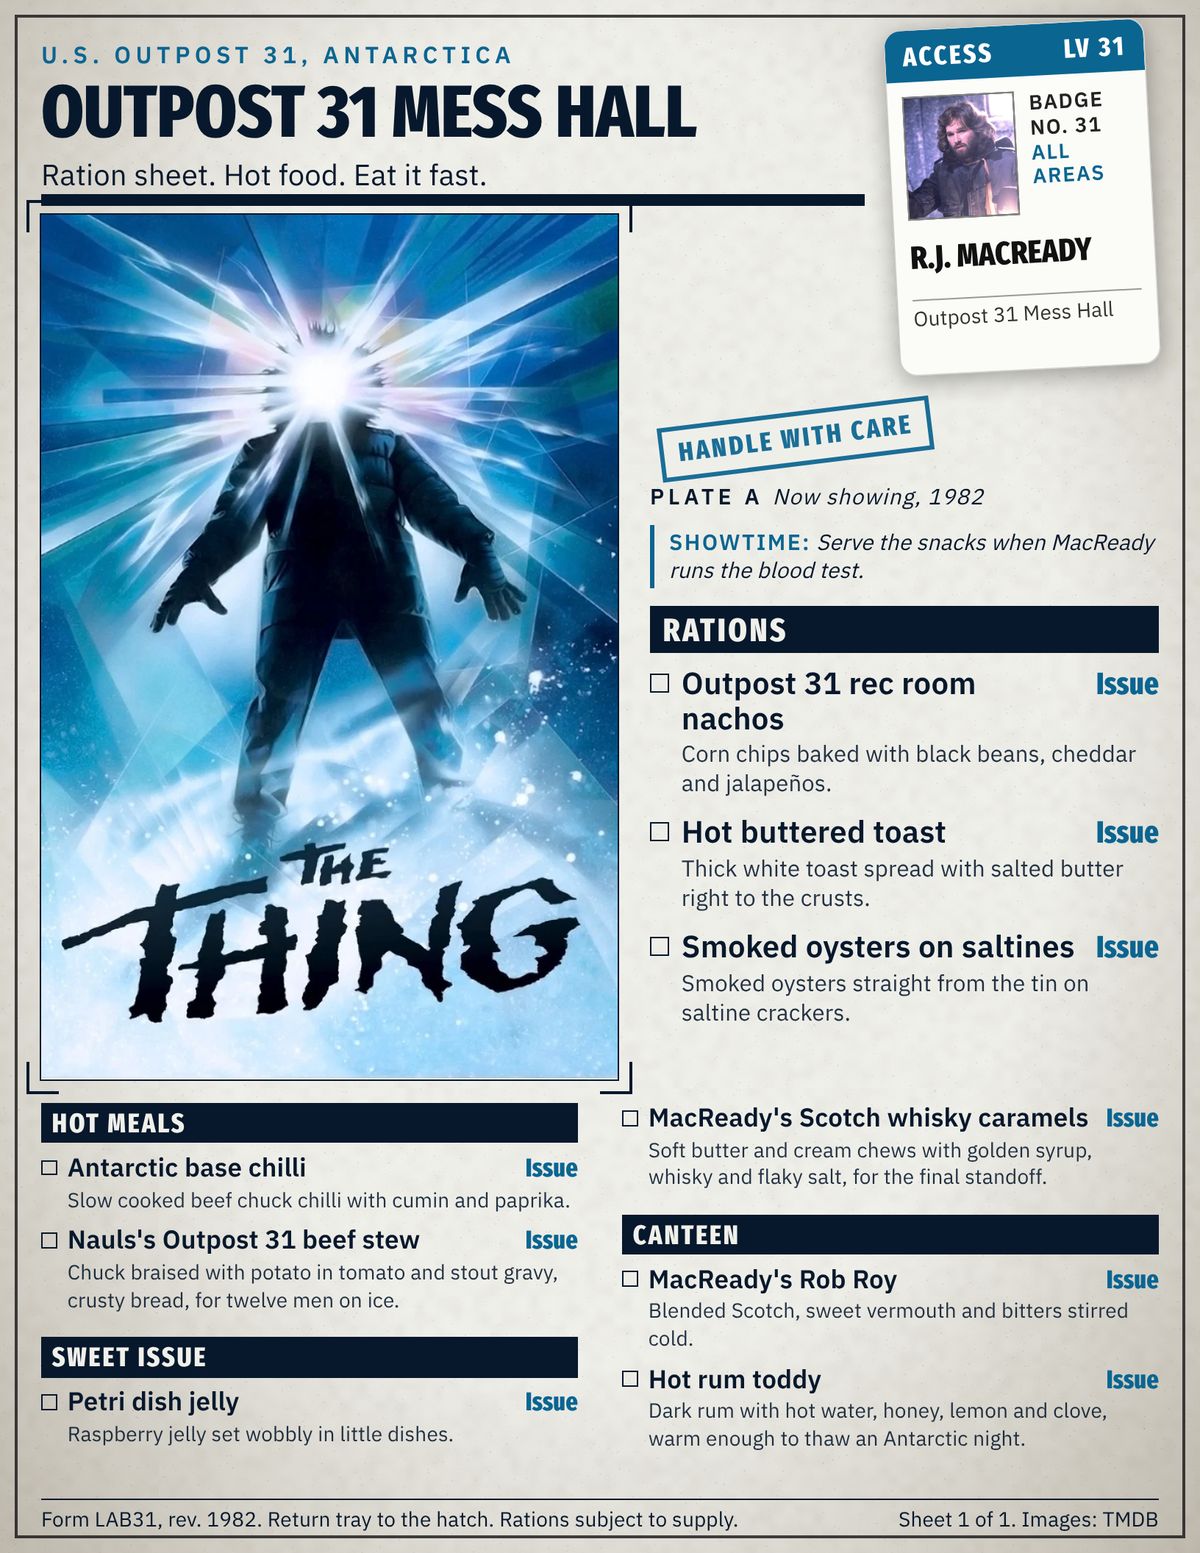 U.S. OUTPOST 31, ANTARCTICA
OUTPOST 31 MESS HALL
Ration sheet. Hot food. Eat it fast.
ACCESS LV 31
BADGE
NO. 31
ALL
AREAS
R.J. MACREADY
Outpost 31 Mess Hall
THE
THING
HANDLE WITH CARE
PLATE A Now showing, 1982
SHOWTIME: Serve the snacks when MacReady
runs the blood test.
RATIONS
Outpost 31 rec room Issue
nachos
Corn chips baked with black beans, cheddar
and jalapeños.
Hot buttered toast Issue
Thick white toast spread with salted butter
right to the crusts.
Smoked oysters on saltines Issue
Smoked oysters straight from the tin on
saltine crackers.
HOT MEALS
Antarctic base chilli Issue
Slow cooked beef chuck chilli with cumin and paprika.
Nauls's Outpost 31 beef stew Issue
Chuck braised with potato in tomato and stout gravy,
crusty bread, for twelve men on ice.
SWEET ISSUE
Petri dish jelly Issue
Raspberry jelly set wobbly in little dishes.
MacReady's Scotch whisky caramels Issue
Soft butter and cream chews with golden syrup,
whisky and flaky salt, for the final standoff.
CANTEEN
MacReady's Rob Roy Issue
Blended Scotch, sweet vermouth and bitters stirred
cold.
Hot rum toddy Issue
Dark rum with hot water, honey, lemon and clove,
warm enough to thaw an Antarctic night.
Form LAB31, rev. 1982. Return tray to the hatch. Rations subject to supply.
Sheet 1 of 1. Images: TMDB